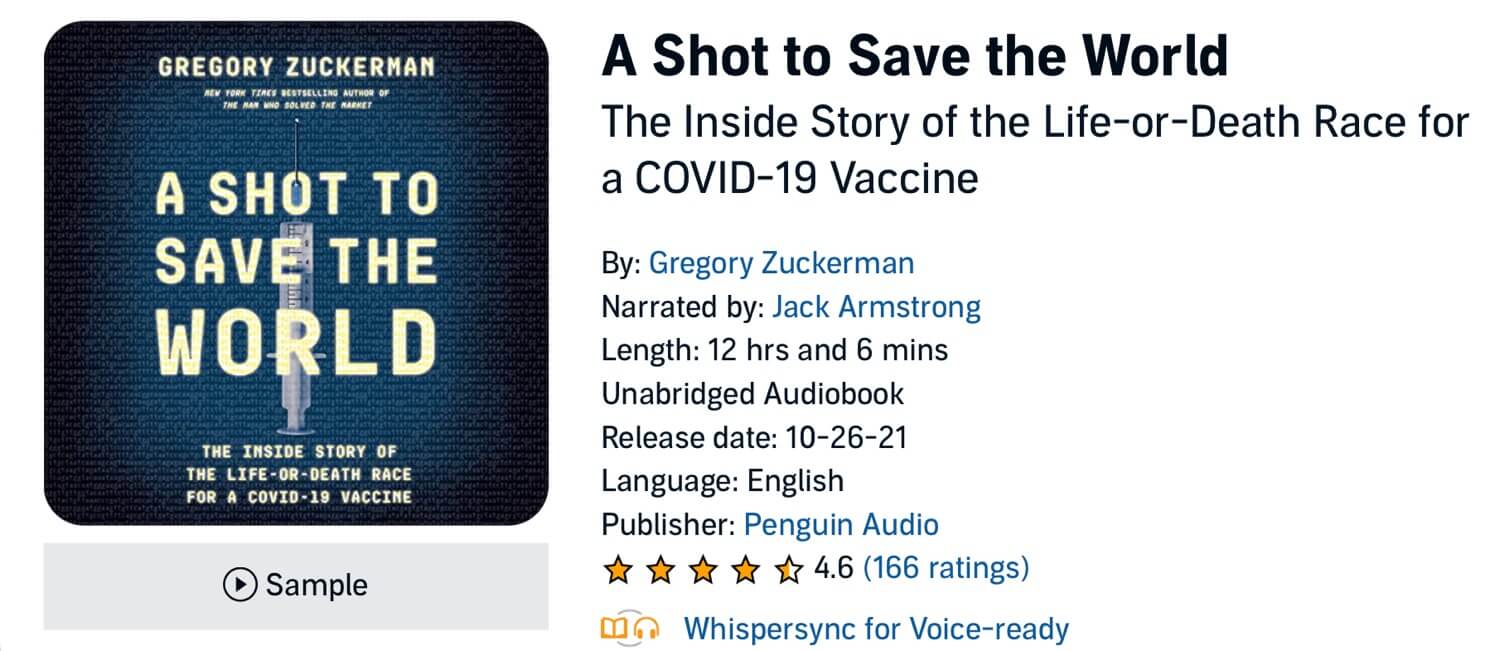 GREGORY ZUCKERMAN
NEW YORK TIMES BESTSELLING AUTHOR OF
THE MAN WHO SOLVED THE MARKET
A SHOT TO
SAVE THE
WORLD
THE INSIDE STORY OF
THE LIFE-OR-DEATH RACE
FOR A COVID-19 VACCINE
Sample
A Shot to Save the World
The Inside Story of the Life-or-Death Race for
a COVID-19 Vaccine
By: Gregory Zuckerman
Narrated by: Jack Armstrong
Length: 12 hrs and 6 mins
Unabridged Audiobook
Release date: 10-26-21
Language: English
Publisher: Penguin Audio
4.6 (166 ratings)
Whispersync for Voice-ready